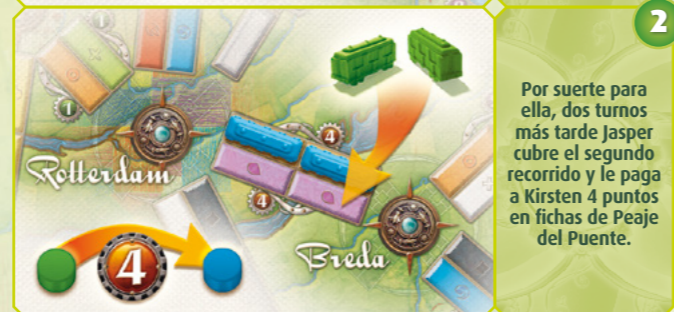 2
1
1
4
Rotterdam
4
Breda
4
Por suerte para
ella, dos turnos
más tarde Jasper
cubre el segundo
recorrido y le paga
a Kirsten 4 puntos
en fichas de Peaje
del Puente.